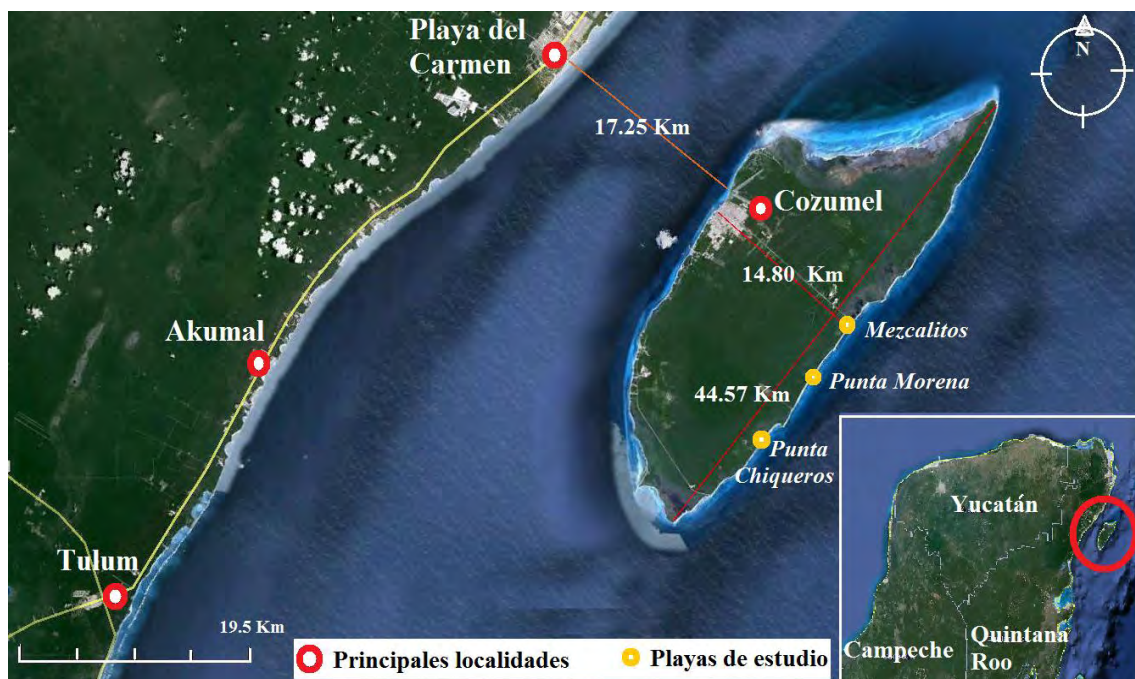 Playa del
Carmen
N
17.25 Km
Cozumel
14.80 Km
Mezcalitos
Akumal
Punta Morena
44.57 Km
Punta
Chiqueros
Yucatán
Tulum
19.5 Km
Quintana
Roo
Campeche
Principales localidades
Playas de estudio